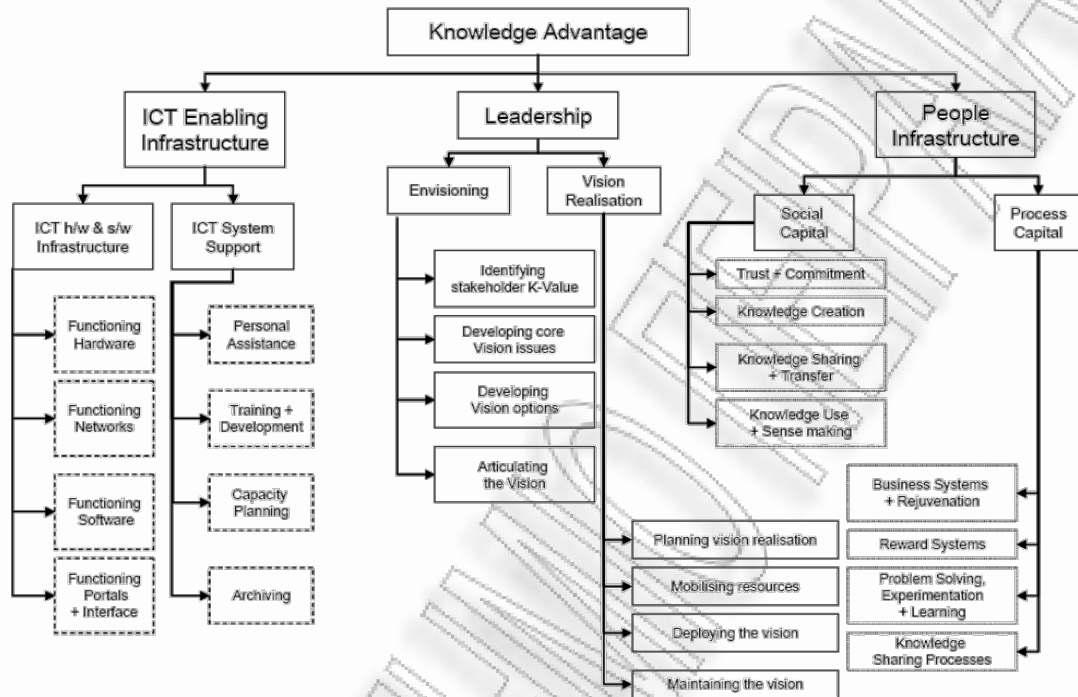 Knowledge Advantage
ICT Enabling
Infrastructure
Leadership
People
Infrastructure
Envisioning
Vision
Realisation
ICT h/w & s/w
Infrastructure
ICT System
Support
Social
Capital
Process
Capital
Functioning
Hardware
Functioning
Networks
Functioning
Software
Functioning
Portals
+ Interface
Personal
Assistance
Training +
Development
Capacity
Planning
Archiving
Identifying
stakeholder K-Value
Developing core
Vision issues
Developing
Vision options
Articulating
the Vision
Planning vision realisation
Mobilising resources
Deploying the vision
Maintaining the vision
Trust + Commitment
Knowledge Creation
Knowledge Sharing
+ Transfer
Knowledge Use
+ Sense making
Business Systems
+ Rejuvenation
Reward Systems
Problem Solving,
Experimentation
+ Learning
Knowledge
Sharing Processes